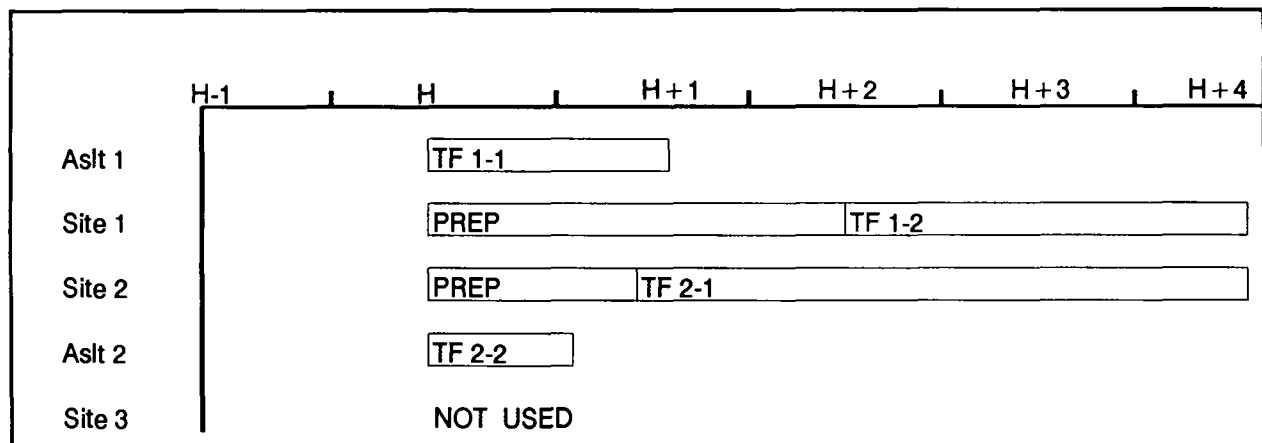 H-1 H H+1 H+2 H+3 H+4
Aslt 1 TF 1-1
Site 1 PREP TF 1-2
Site 2 PREP TF 2-1
Aslt 2 TF 2-2
Site 3 NOT USED